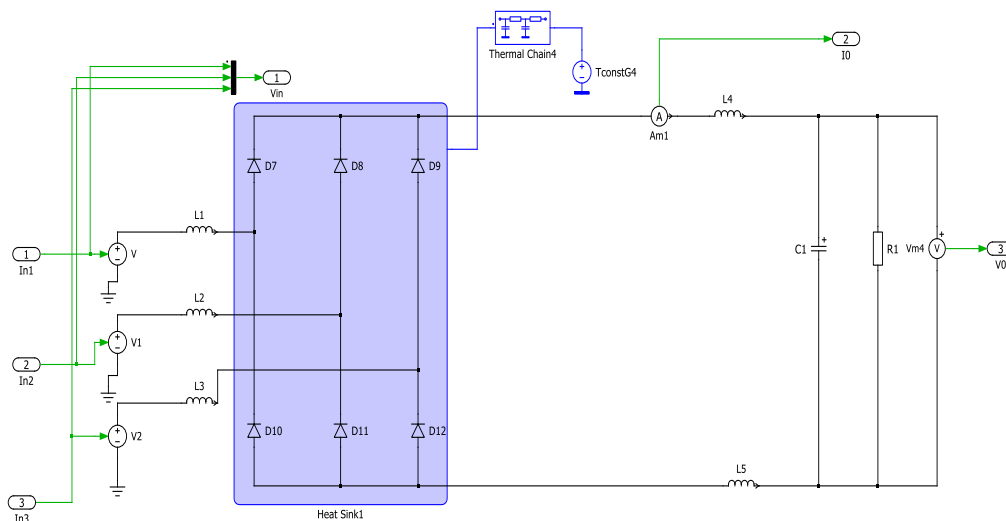 Thermal Chain4
TconstG4
2
I0
1
Vin
A
Am1
L4
D7
D8
D9
L1
1
In1
V
C1
R1
Vm4
V
3
V0
L2
2
In2
V1
L3
V2
D10
D11
D12
L5
3
In3
Heat Sink1